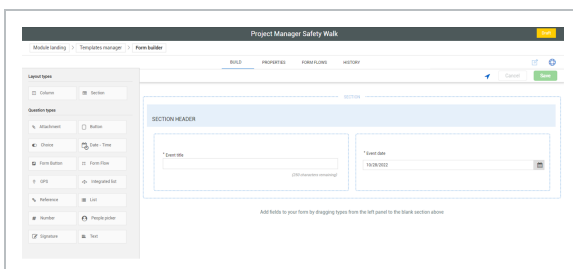 Project Manager Safety Walk
Draft
Module landing > Templates manager > Form builder
BUILD PROPERTIES FORM FLOWS HISTORY
Cancel Save
Layout types
Column Section
Question types
Attachment Button
Choice Date - Time
Form Button Form Flow
GPS Integrated list
Reference List
Number People picker
Signature Text
SECTION
SECTION HEADER
* Event title
(250 characters remaining)
* Event date
10/28/2022
Add fields to your form by dragging types from the left panel to the blank section above